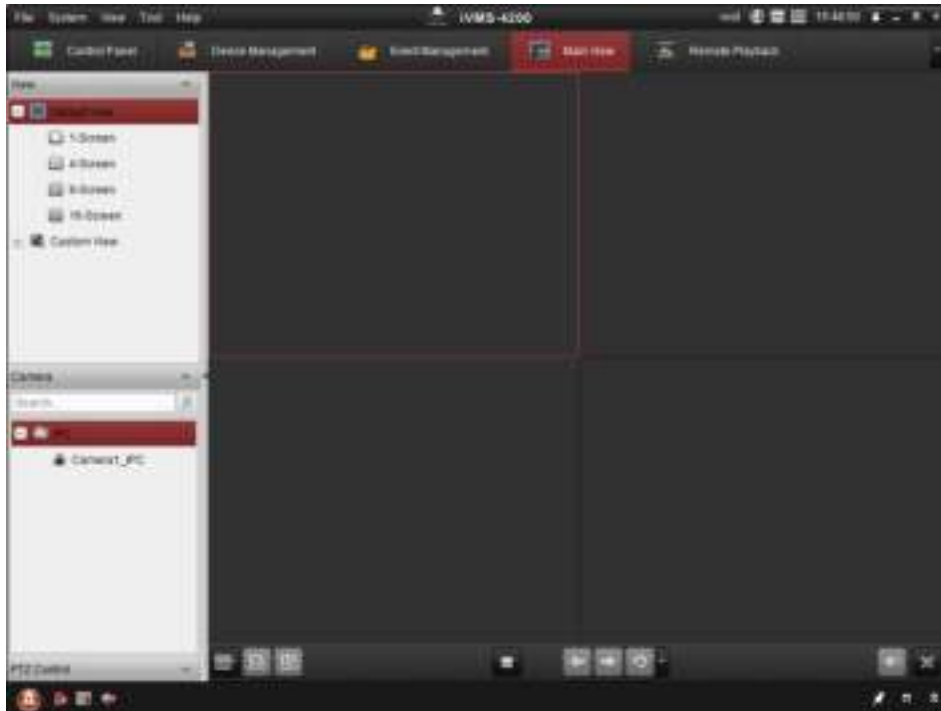 File System View Tool Help
iVMS-4200
Control Panel
Device Management
Event Management
Main View
Remote Playback
View
1-Screen
4-Screen
9-Screen
16-Screen
Custom View
Camera
Search
IPC
Camera1_IPC
PTZ Control